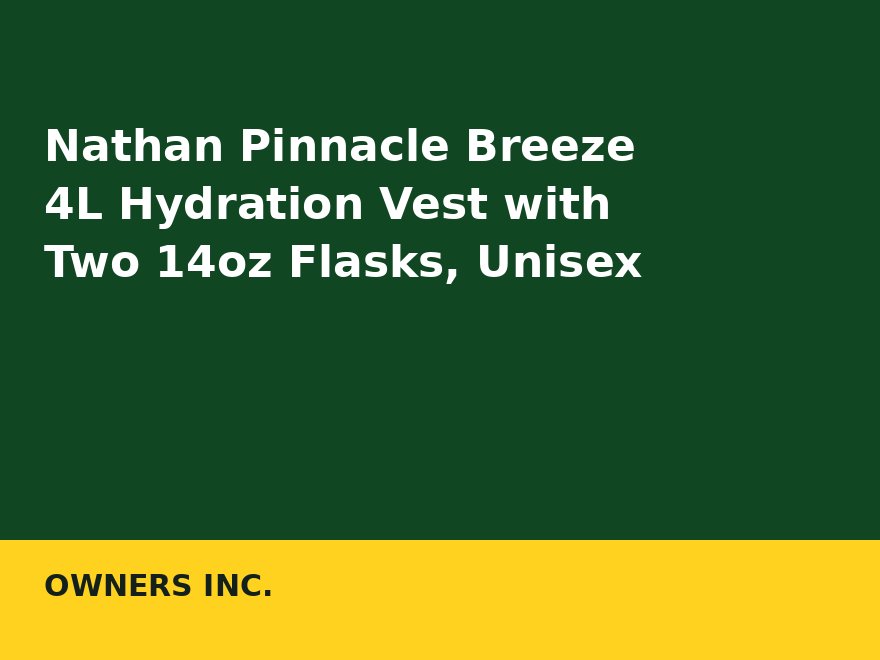 Nathan Pinnacle Breeze
4L Hydration Vest with
Two 14oz Flasks, Unisex
OWNERS INC.